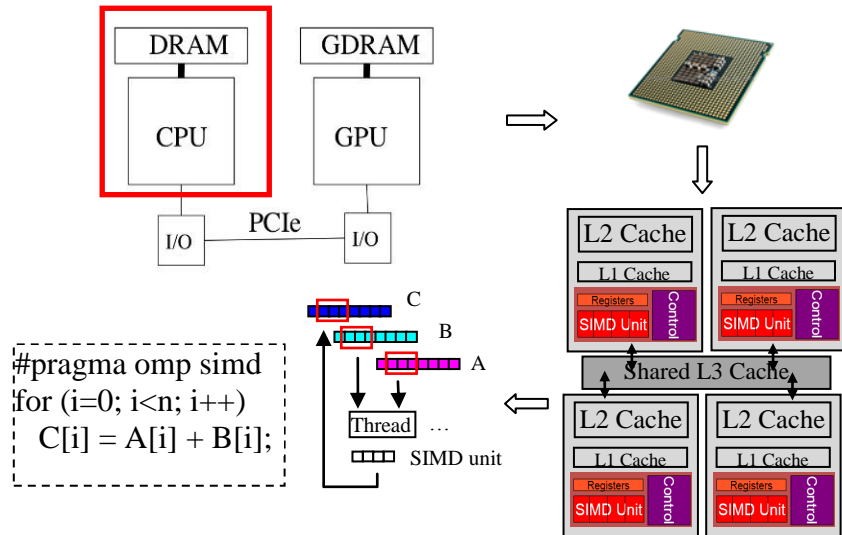 DRAM
GDRAM
CPU
GPU
PCIe
I/O
I/O
L2 Cache
L2 Cache
L1 Cache
L1 Cache
Registers
Control
SIMD Unit
Registers
Control
SIMD Unit
Shared L3 Cache
L2 Cache
L2 Cache
L1 Cache
L1 Cache
Registers
Control
SIMD Unit
Registers
Control
SIMD Unit
C
B
A
Thread
…
SIMD unit
#pragma omp simd
for (i=0; i<n; i++)
C[i] = A[i] + B[i];